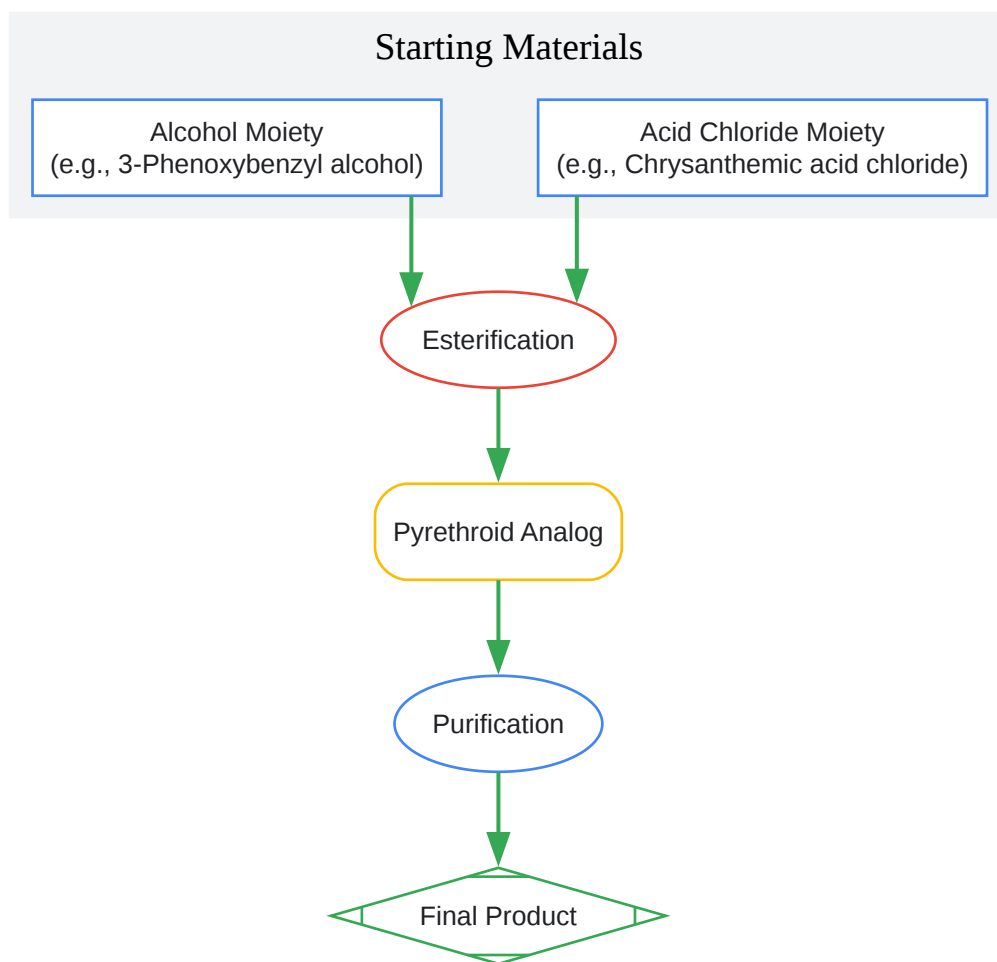 Starting Materials
Alcohol Moiety
(e.g., 3-Phenoxybenzyl alcohol)
Acid Chloride Moiety
(e.g., Chrysanthemic acid chloride)
Esterification
Pyrethroid Analog
Purification
Final Product